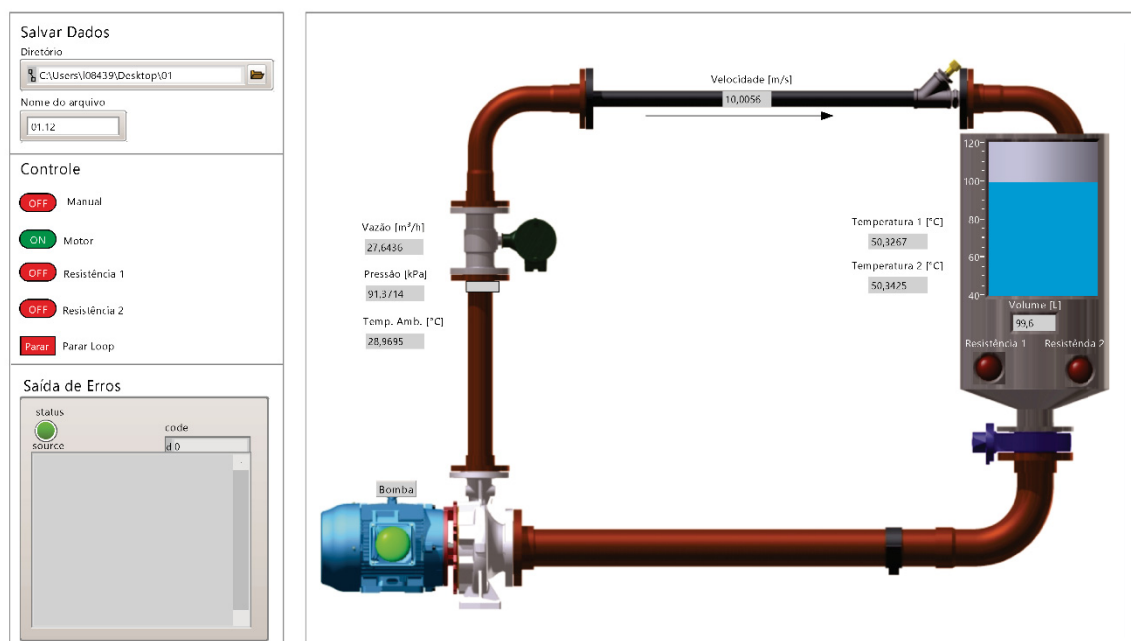 Salvar Dados
Diretório
C:\Users\l08439\Desktop\01
Nome do arquivo
01.12
Controle
OFF Manual
ON Motor
OFF Resistência 1
OFF Resistência 2
Parar Parar Loop
Saída de Erros
status
code
d 0
source
Velocidade [m/s]
10,0056
Vazão [m³/h]
27,6436
Pressão [kPa]
91,3714
Temp. Amb. [°C]
28,9695
Temperatura 1 [°C]
50,3267
Temperatura 2 [°C]
50,3425
120
100
80
60
40
Volume [L]
99,6
Resistência 1 Resistência 2
Bomba